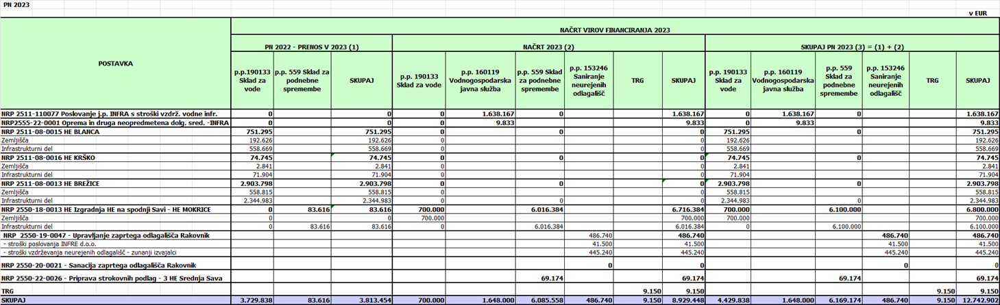 PN 2023
v EUR
NAČRT VIROV FINANCIRANJA 2023
POSTAVKA
PN 2022 - PRENOS V 2023 (1) NAČRT 2023 (2) SKUPAJ PN 2023 (3) = (1) + (2)
p.p.190133 Sklad za vode p.p. 559 Sklad za podnebne spremembe SKUPAJ p.p. 190133 Sklad za vode p.p. 160119 Vodnogospodarska javna služba p.p. 559 Sklad za podnebne spremembe p.p. 153246 Saniranje neurejenih odlagališč TRG SKUPAJ p.p. 190133 Sklad za vode p.p. 160119 Vodnogospodarska javna služba p.p. 559 Sklad za podnebne spremembe p.p. 153246 Saniranje neurejenih odlagališč TRG SKUPAJ
NRP 2511-110077 Poslovanje j.p. INFRA s stroški vzdrž. vodne infr. 0 0 0 1.638.167 0 1.638.167 0 1.638.167 0 1.638.167
NRP2555-22-0001 Oprema in druga neopredmetena dolg. sred. -INFRA 0 0 0 9.833 9.833 0 9.833 9.833
NRP 2511-08-0015 HE BLANCA 751.295 751.295 0 0 0 751.295 0 751.295
Zemljišča 192.626 192.626 0 0 192.626 192.626
Infrastrukturni del 558.669 558.669 0 0 558.669 558.669
NRP 2511-08-0016 HE KRŠKO 74.745 74.745 0 0 0 74.745 0 74.745
Zemljišča 2.841 2.841 0 0 2.841 2.841
Infrastrukturni del 71.904 71.904 0 0 71.904 71.904
NRP 2511-08-0013 HE BREŽICE 2.903.798 2.903.798 0 0 0 2.903.798 0 2.903.798
Zemljišča 558.815 558.815 0 0 558.815 558.815
Infrastrukturni del 2.344.983 2.344.983 0 0 0 2.344.983 0 2.344.983
NRP 2550-18-0013 HE Izgradnja HE na spodnji Savi - HE MOKRICE 0 83.616 83.616 700.000 6.016.384 6.716.384 700.000 6.100.000 6.800.000
Zemljišča 0 0 700.000 700.000 700.000 700.000
Infrastrukturni del 0 83.616 83.616 0 6.016.384 6.016.384 0 6.100.000 6.100.000
NRP 2550-19-0047 - Upravljanje zaprtega odlagališča Rakovnik 486.740 486.740 486.740 486.740
- stroški poslovanja INFRE d.o.o. 41.500 41.500 41.500 41.500
- stroški vzdrževanja neurejenih odlagališč - zunanji izvajalci 445.240 445.240 445.240 445.240
NRP 2550-20-0021 - Sanacija zaprtega odlagališča Rakovnik 0 0 0 0
NRP 2550-22-0026 - Priprava strokovnih podlag - 3 HE Srednja Sava 69.174 69.174 69.174 69.174
TRG 9.150 9.150 9.150 9.150
SKUPAJ 3.729.838 83.616 3.813.454 700.000 1.648.000 6.085.558 486.740 9.150 8.929.448 4.429.838 1.648.000 6.169.174 486.740 9.150 12.742.902